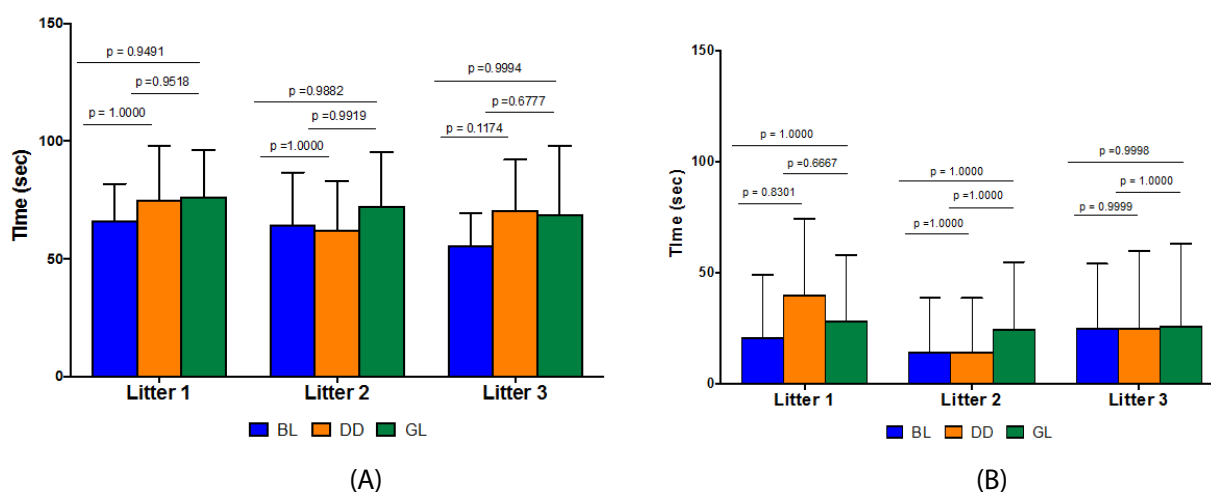 150
p = 0.9491
p =0.9518
p = 1.0000
p =0.9882
p =0.9919
p =1.0000
p =0.9994
p =0.6777
p = 0.1174
100
50
0
TIme (sec)
Litter 1 Litter 2 Litter 3
BL DD GL
(A)
150
p = 1.0000
p =0.6667
p = 0.8301
p =1.0000
p =1.0000
p =1.0000
p =0.9998
p = 1.0000
p = 0.9999
100
50
0
TIme (sec)
Litter 1 Litter 2 Litter 3
BL DD GL
(B)